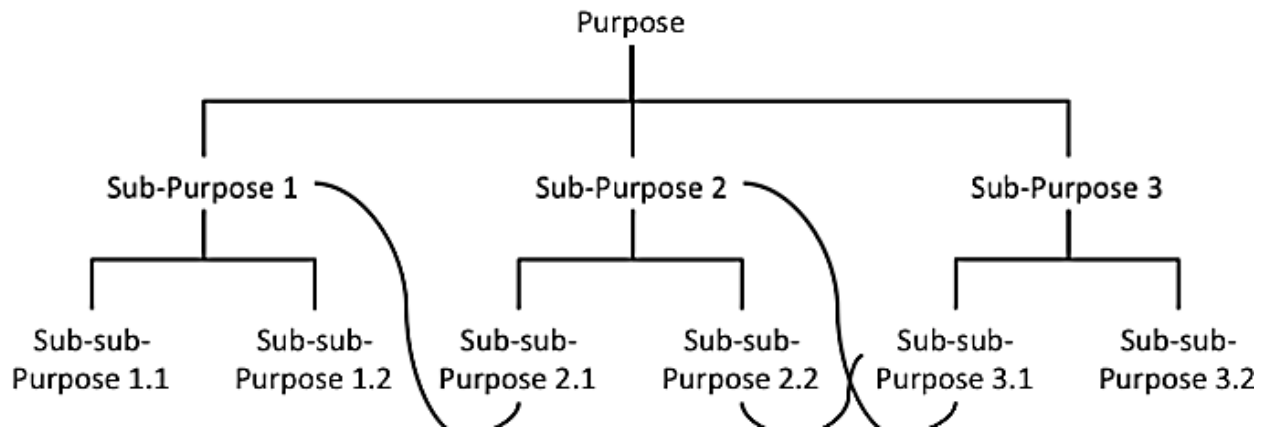 Purpose
Sub-Purpose 1
Sub-Purpose 2
Sub-Purpose 3
Sub-sub-
Purpose 1.1
Sub-sub-
Purpose 1.2
Sub-sub-
Purpose 2.1
Sub-sub-
Purpose 2.2
Sub-sub-
Purpose 3.1
Sub-sub-
Purpose 3.2